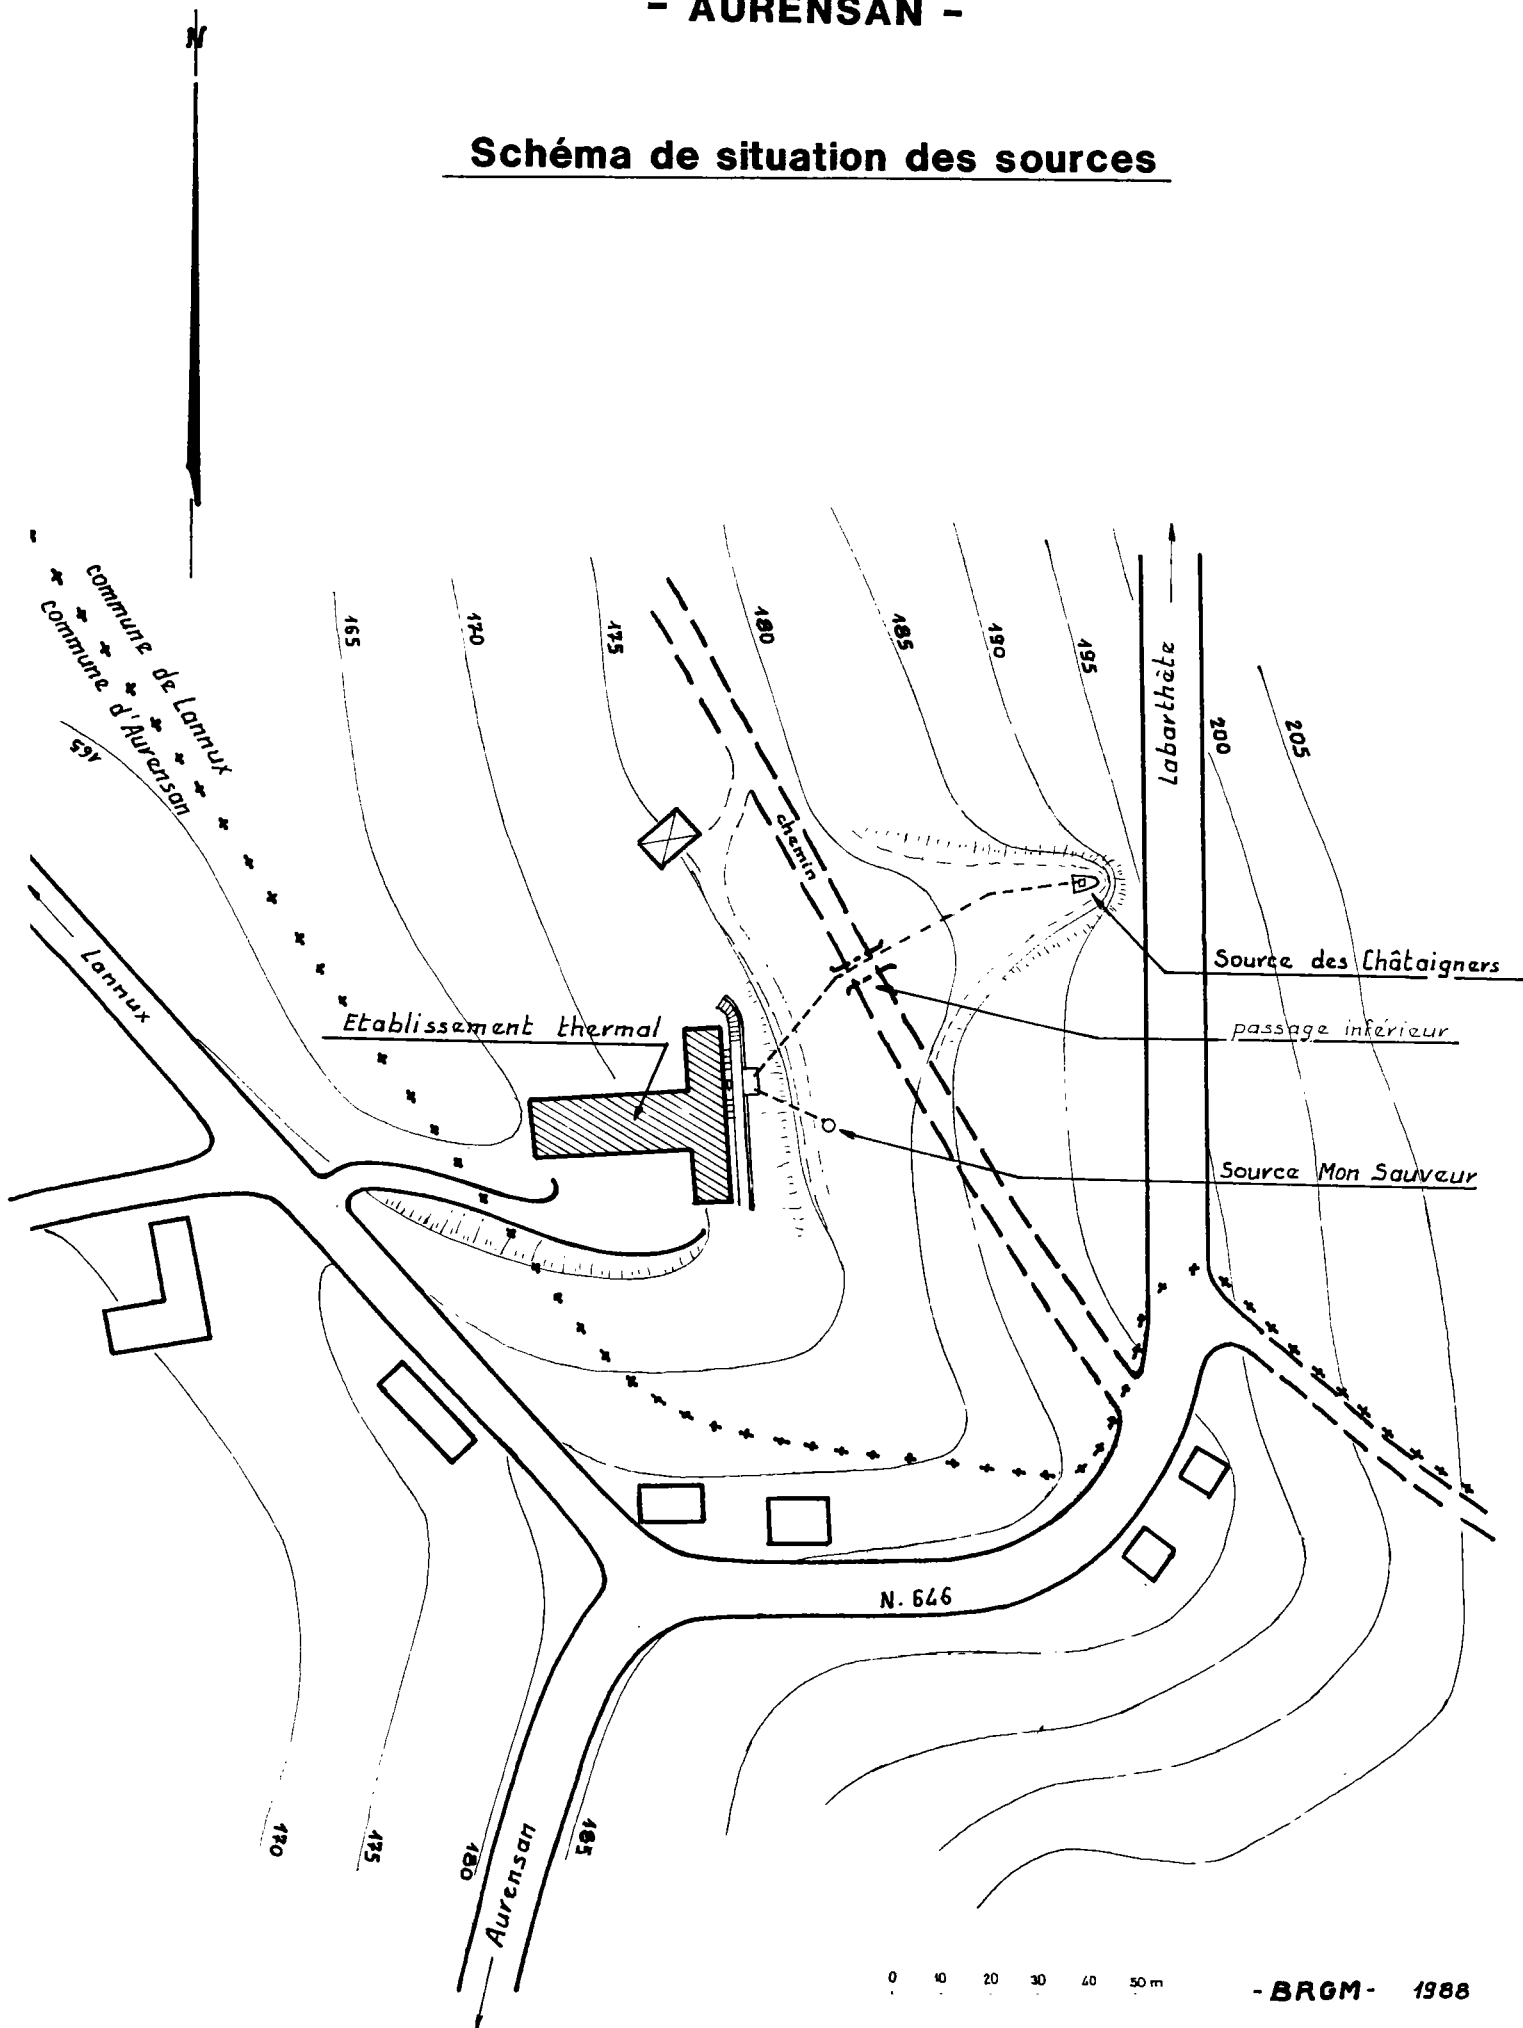 - AURENSAN -
N
Schéma de situation des sources
commune de Lannux
commune d'Aurensan
165
170
175
180
185
190
195
Labarthète
200
205
165
chemin
Lannux
Source des Châtaigners
Etablissement thermal
passage inférieur
Source Mon Sauveur
N. 646
170
175
180
185
Aurensan
0 10 20 30 40 50 m
-BRGM- 1988